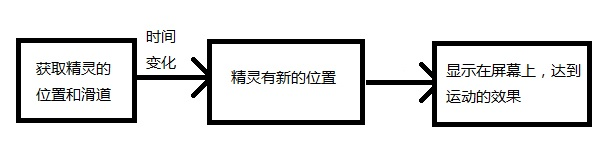 获取精灵的
位置和滑道
时间
变化
精灵有新的位置
显示在屏幕上，达到
运动的效果